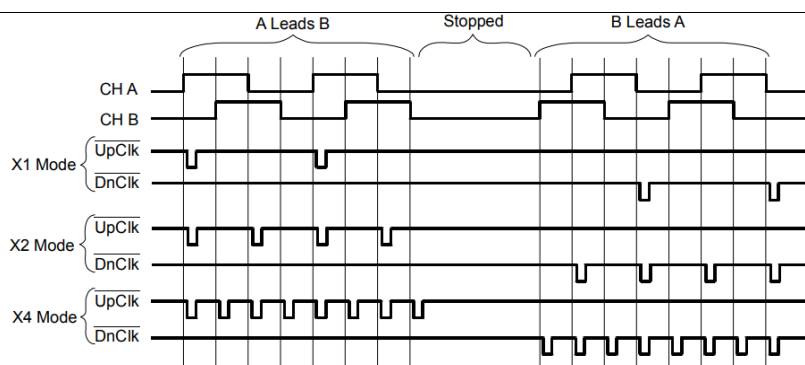 A Leads B Stopped B Leads A
CH A
CH B
X1 Mode
UpClk
DnClk
X2 Mode
UpClk
DnClk
X4 Mode
UpClk
DnClk